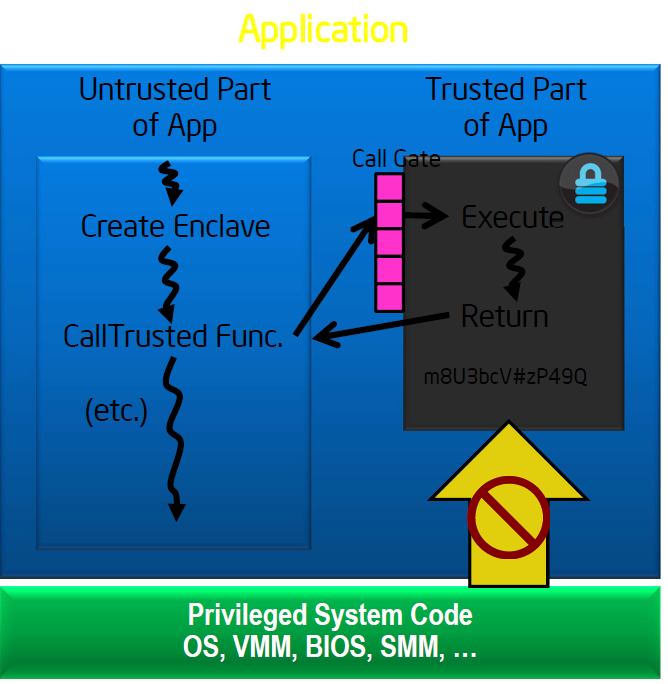 Application
Untrusted Part
of App
Trusted Part
of App
Call Gate
Create Enclave
Execute
CallTrusted Func.
Return
m8U3bcV#zP49Q
(etc.)
Privileged System Code
OS, VMM, BIOS, SMM, …